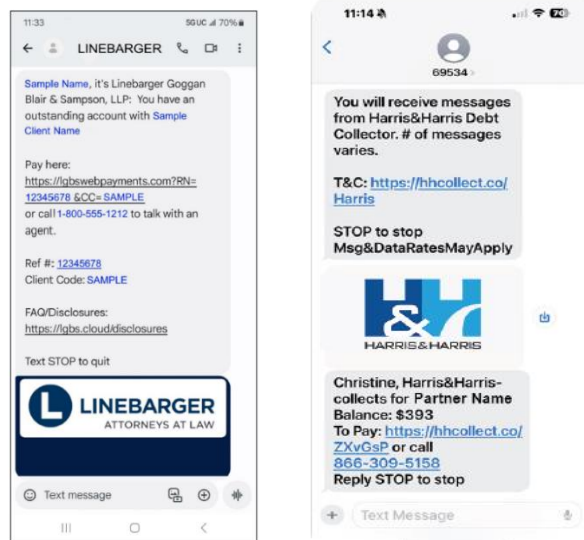 11:33
5GUC 70%
LINEBARGER
Sample Name, it's Linebarger Goggan
Blair & Sampson, LLP: You have an
outstanding account with Sample
Client Name
Pay here:
https://lgbswebpayments.com?RN=
12345678 &CC= SAMPLE
or call 1-800-555-1212 to talk with an
agent.
Ref #: 12345678
Client Code: SAMPLE
FAQ/Disclosures:
https://lgbs.cloud/disclosures
Text STOP to quit
L LINEBARGER
ATTORNEYS AT LAW
Text message
11:14
70
69534
You will receive messages
from Harris&Harris Debt
Collector. # of messages
varies.
T&C: https://hhcollect.co/
Harris
STOP to stop
Msg&DataRatesMayApply
H&H
HARRIS&HARRIS
Christine, Harris&Harris-
collects for Partner Name
Balance: $393
To Pay: https://hhcollect.co/
ZXvGsP or call
866-309-5158
Reply STOP to stop
Text Message